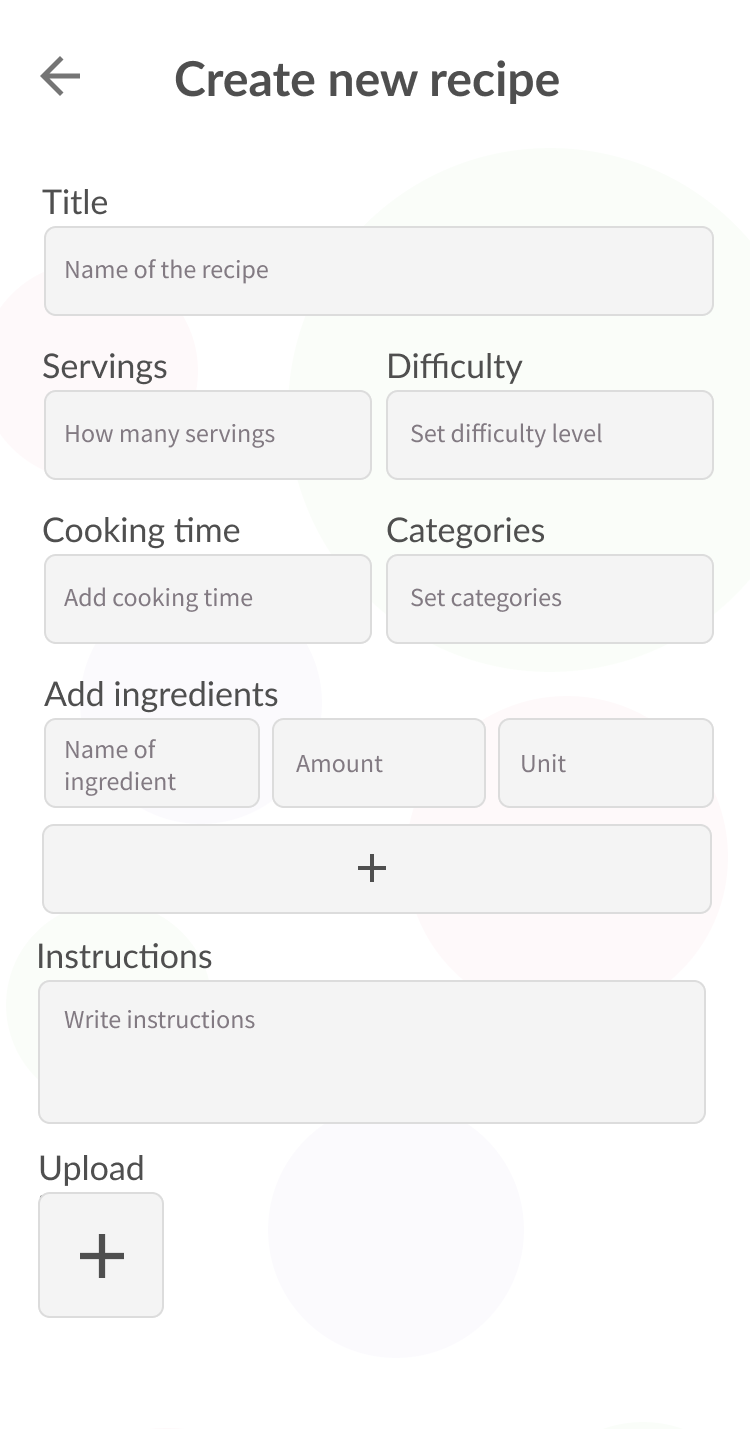 Create new recipe
Title
Name of the recipe
Servings
Difficulty
How many servings
Set difficulty level
Cooking time
Categories
Add cooking time
Set categories
Add ingredients
Name of
ingredient
Amount
Unit
Instructions
Write instructions
Upload